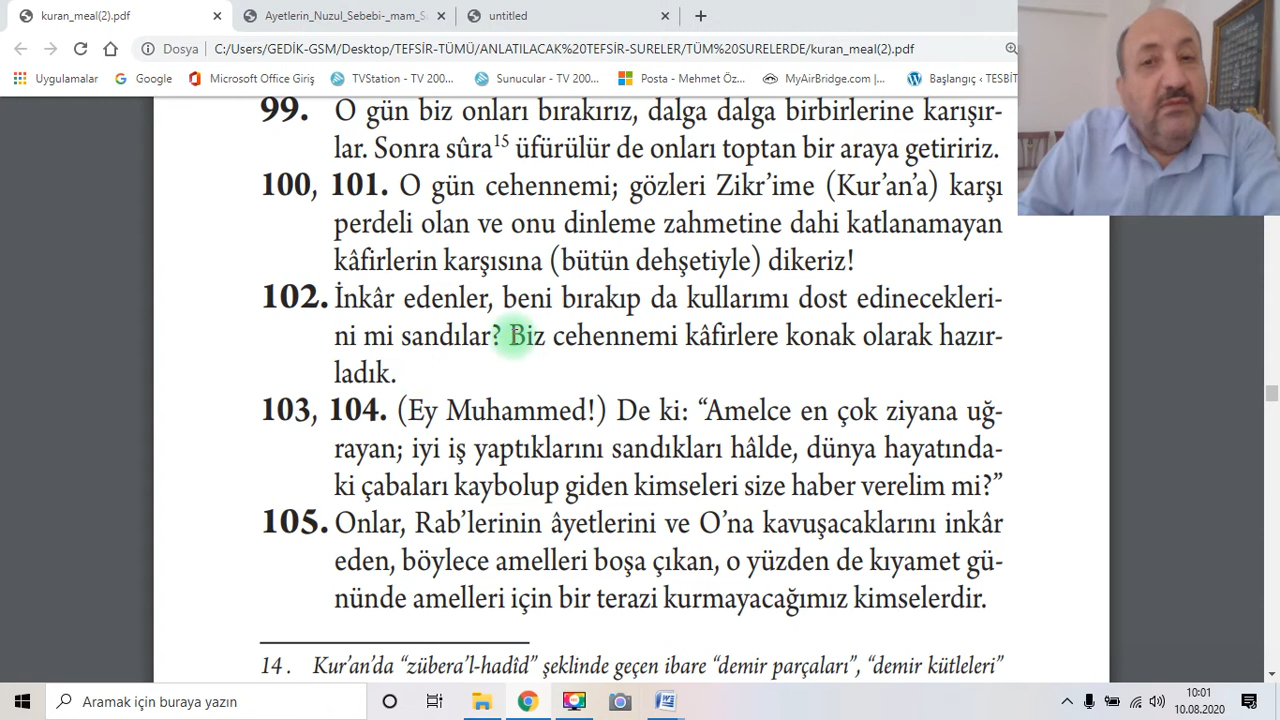 kuran_meal(2).pdf
Ayetlerin_Nuzul_Sebebi-_mam_S
untitled
Dosya
C:/Users/GEDİK-GSM/Desktop/TEFSİR-TÜMÜ/ANLATILACAK%20TEFSİR-SURELER/TÜM%20SURELERDE/kuran_meal(2).pdf
Uygulamalar
Google
Microsoft Office Giriş
TVStation - TV 200...
Sunucular - TV 200...
Posta - Mehmet Öz...
MyAirBridge.com |...
Başlangıç ‹ TESBİT
99. O gün biz onları bırakırız, dalga dalga birbirlerine karışır-
lar. Sonra sûra15 üfürülür de onları toptan bir araya getiririz.
100, 101. O gün cehennemi; gözleri Zikr’ime (Kur’an’a) karşı
perdeli olan ve onu dinleme zahmetine dahi katlanamayan
kâfirlerin karşısına (bütün dehşetiyle) dikeriz!
102. İnkâr edenler, beni bırakıp da kullarımı dost edinecekleri-
ni mi sandılar? Biz cehennemi kâfirlere konak olarak hazır-
ladık.
103, 104. (Ey Muhammed!) De ki: “Amelce en çok ziyana uğ-
rayan; iyi iş yaptıklarını sandıkları hâlde, dünya hayatında-
ki çabaları kaybolup giden kimseleri size haber verelim mi?”
105. Onlar, Rab’lerinin âyetlerini ve O’na kavuşacaklarını inkâr
eden, böylece amelleri boşa çıkan, o yüzden de kıyamet gü-
nünde amelleri için bir terazi kurmayacağımız kimselerdir.
14. Kur’an’da “zübera’l-hadîd” şeklinde geçen ibare “demir parçaları”, “demir kütleleri”
Aramak için buraya yazın
10:01
10.08.2020